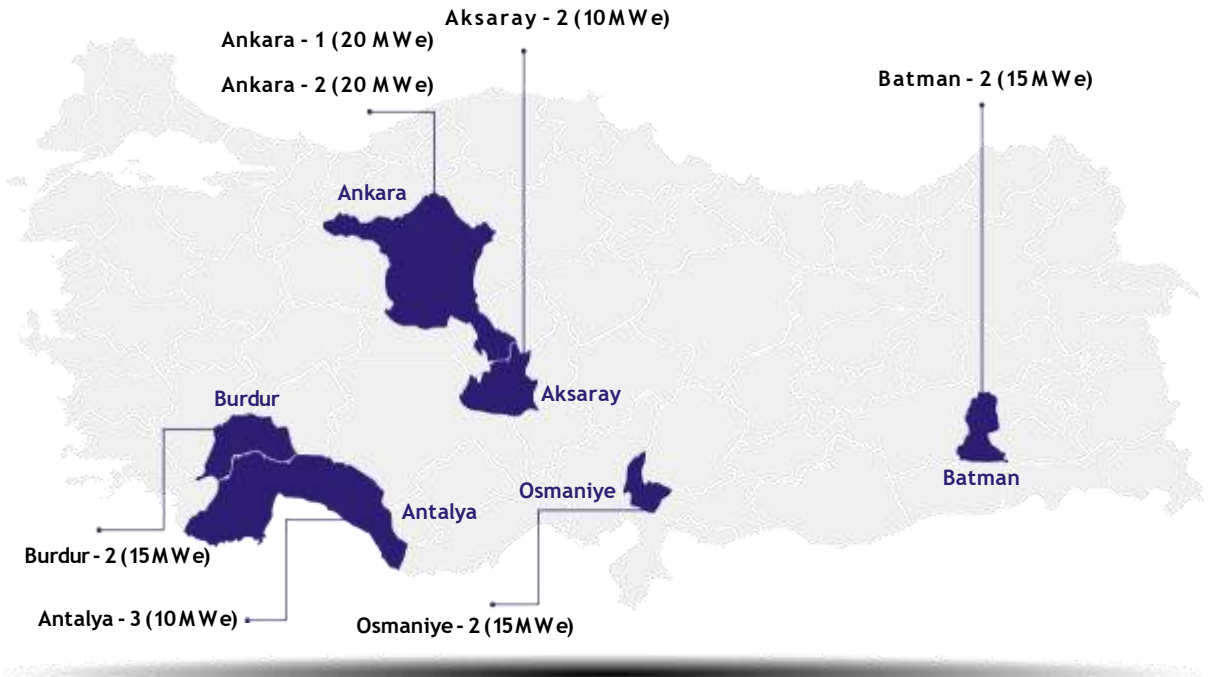 Aksaray - 2 (10MWe)
Ankara - 1 (20 MWe)
Ankara - 2 (20 MWe)
Batman - 2 (15MWe)
Ankara
Aksaray
Burdur
Batman
Osmaniye
Antalya
Burdur - 2 (15MWe)
Antalya - 3 (10MWe)
Osmaniye - 2 (15MWe)